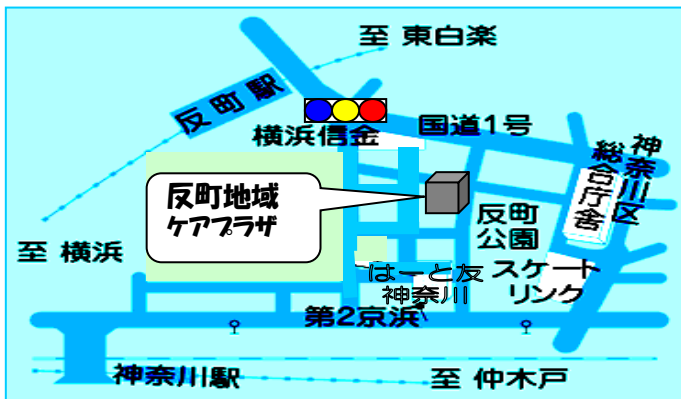 至 東白楽
反町駅
横浜信金
国道1号
神奈川区
総合庁舎
反町地域
ケアプラザ
反町
公園
至 横浜
はーと友
神奈川
スケート
リンク
第2京浜
神奈川駅
至 仲木戸